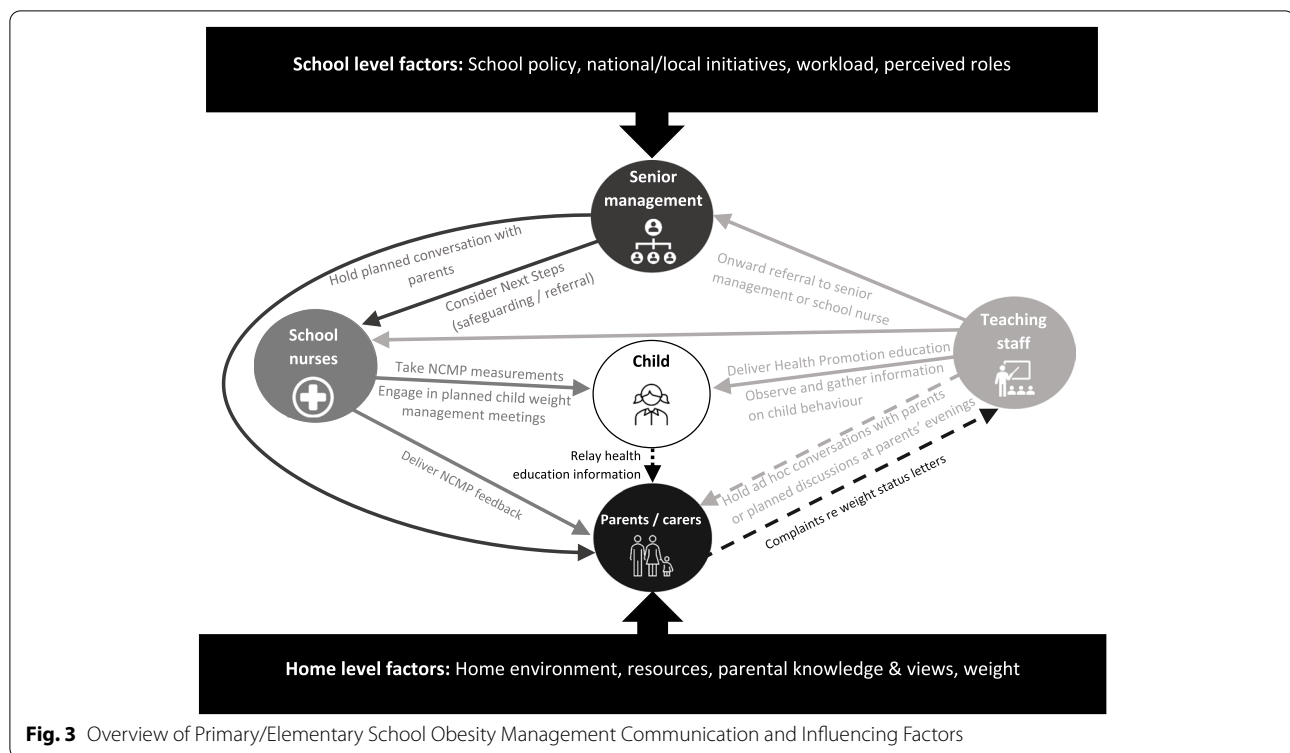 School level factors: School policy, national/local initiatives, workload, perceived roles
Senior
management
Hold planned conversation with
parents
Consider Next Steps
(safeguarding / referral)
Onward referral to senior
management or school nurse
School
nurses
Teaching
staff
Child
Take NCMP measurements
Engage in planned child weight
management meetings
Deliver Health Promotion education
Observe and gather information
on child behaviour
Deliver NCMP feedback
Relay health
education information
Hold ad hoc conversations with parents
or planned discussions at parents' evenings
Complaints re weight status letters
Parents / carers
Home level factors: Home environment, resources, parental knowledge & views, weight
Fig. 3 Overview of Primary/Elementary School Obesity Management Communication and Influencing Factors